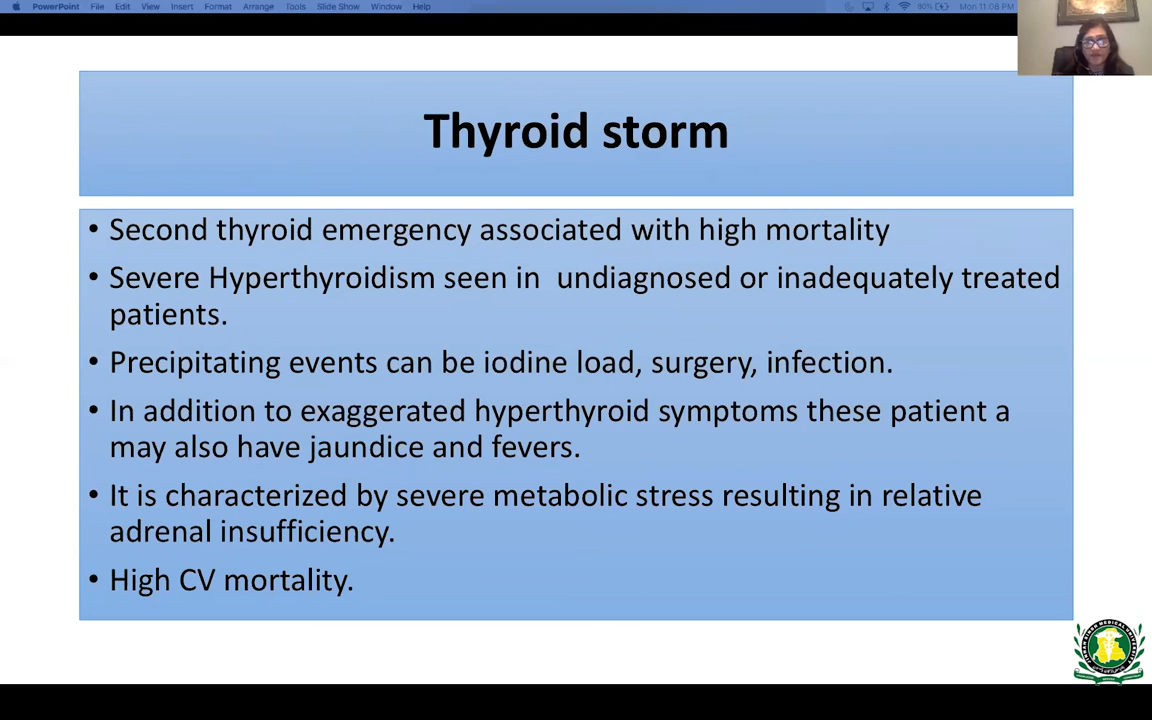 PowerPoint File Edit View Insert Format Arrange Tools Slide Show Window Help 80% Mon 11:08 PM
Thyroid storm
• Second thyroid emergency associated with high mortality
• Severe Hyperthyroidism seen in  undiagnosed or inadequately treated
patients.
• Precipitating events can be iodine load, surgery, infection.
• In addition to exaggerated hyperthyroid symptoms these patient a
may also have jaundice and fevers.
• It is characterized by severe metabolic stress resulting in relative
adrenal insufficiency.
• High CV mortality.